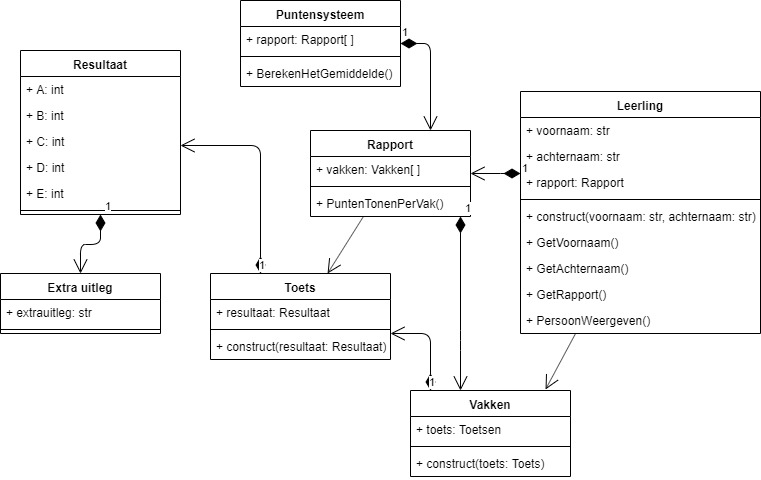 Puntensysteem
+ rapport: Rapport[ ]
+ BerekenHetGemiddelde()
1
Resultaat
+ A: int
+ B: int
+ C: int
+ D: int
+ E: int
1
Leerling
+ voornaam: str
+ achternaam: str
+ rapport: Rapport
+ construct(voornaam: str, achternaam: str)
+ GetVoornaam()
+ GetAchternaam()
+ GetRapport()
+ PersoonWeergeven()
1
Rapport
+ vakken: Vakken[ ]
+ PuntenTonenPerVak()
1
Extra uitleg
+ extrauitleg: str
1
Toets
+ resultaat: Resultaat
+ construct(resultaat: Resultaat)
1
Vakken
+ toets: Toetsen
+ construct(toets: Toets)